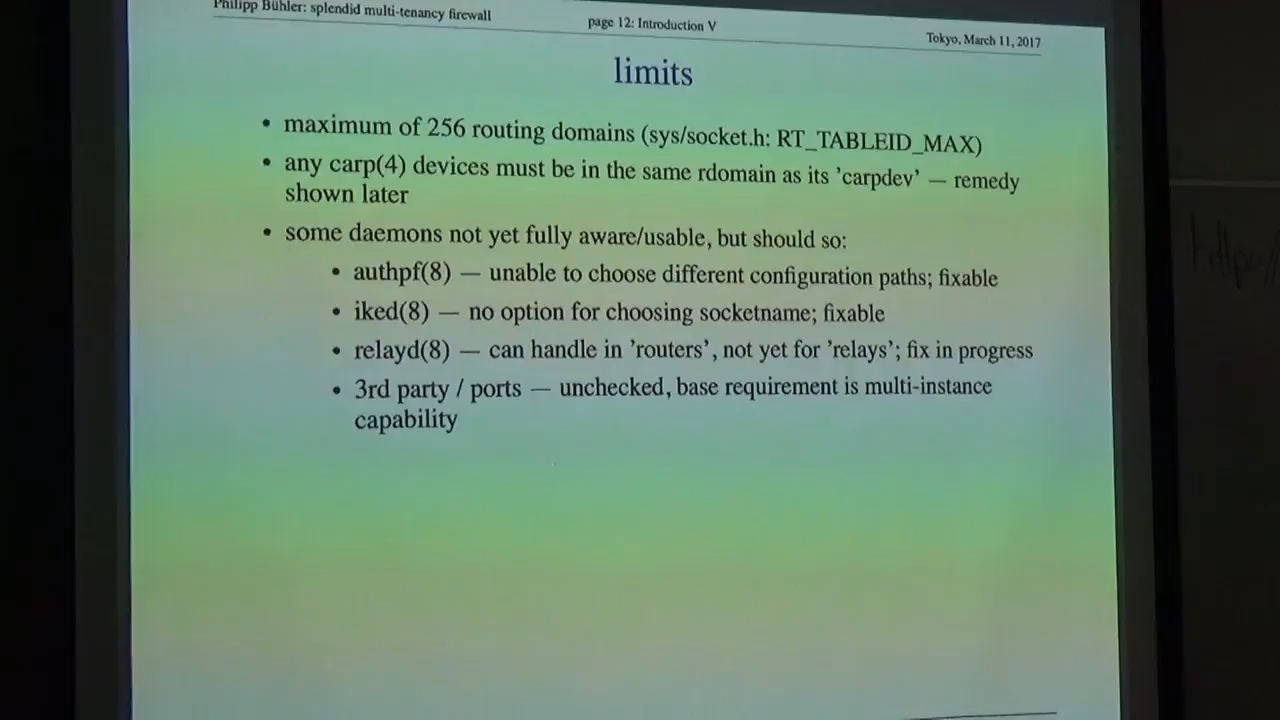 Philipp Bühler: splendid multi-tenancy firewall
page 12: Introduction V
Tokyo, March 11, 2017
limits
• maximum of 256 routing domains (sys/socket.h: RT_TABLEID_MAX)
• any carp(4) devices must be in the same rdomain as its 'carpdev' — remedy
shown later
• some daemons not yet fully aware/usable, but should so:
• authpf(8) — unable to choose different configuration paths; fixable
• iked(8) — no option for choosing socketname; fixable
• relayd(8) — can handle in 'routers', not yet for 'relays'; fix in progress
• 3rd party / ports — unchecked, base requirement is multi-instance
capability